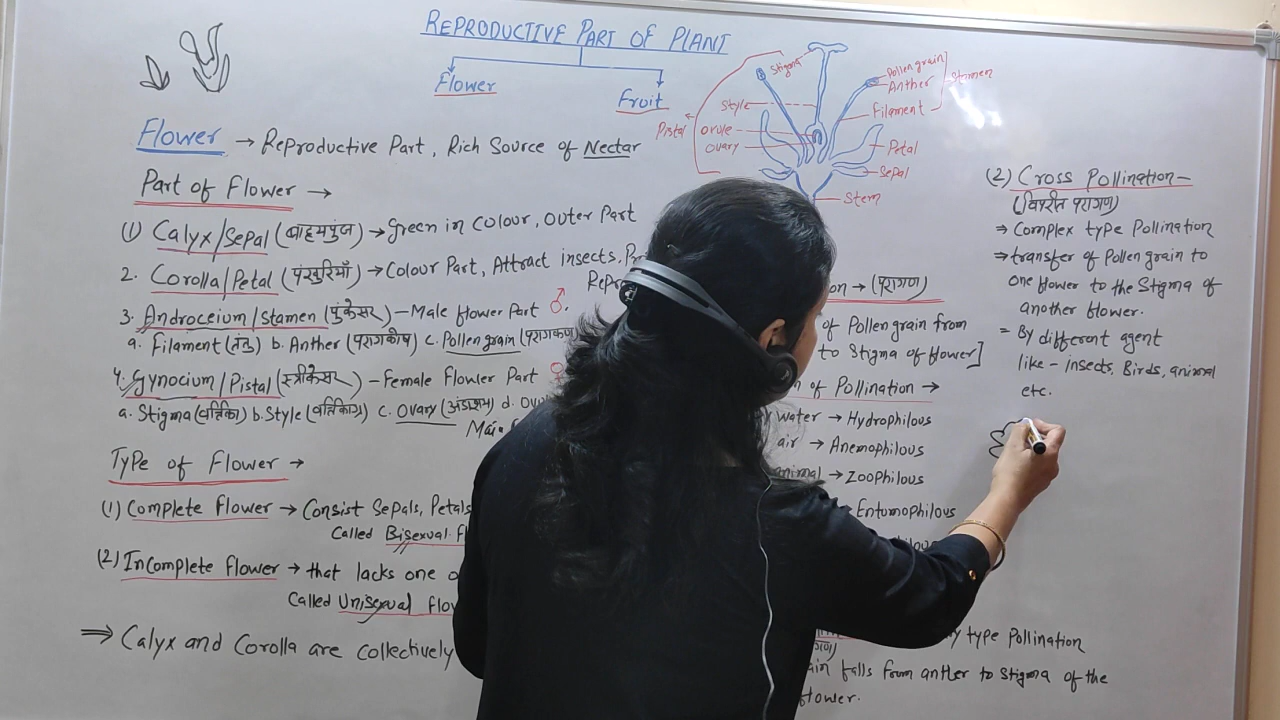 REPRODUCTIVE PART OF PLANT
Flower
Fruit
Flower → Reproductive Part, Rich Source of Nectar
Part of Flower →
(1) Calyx/Sepal (बाह्यपुंज) → Green in Colour, Outer Part
2. Corolla/Petal (पंखुरियाँ) → Colour Part, Attract insects,
3. Androceium/Stamen (पुंकेसर) – Male flower Part ♂
a. Filament (तंतु) b. Anther (परागकोष) c. Pollen grain (परागकण
4. Gynocium/Pistal (स्त्रीकेसर) – Female Flower Part ♀
a. Stigma (वर्तिका) b. Style (वर्तिकाग्र) c. Ovary (अंडाशय) d.
Type of Flower →
(1) Complete flower → Consist Sepals, Petals
Called Bisexual
(2) Incomplete flower → that lacks one
Called Unisexual
⇒ Calyx and Corolla are collectively
Stigma
Style
Ovule
Ovary
Pistal
Pollen grain
Anther
Stamen
Filament
Petal
Sepal
Stem
→ (परागण)
of Pollen grain from
to Stigma of flower]
of Pollination →
water → Hydrophilous
air → Anemophilous
→ Zoophilous
Entumophilous
type Pollination
falls from anther to Stigma of the
(2) Cross Pollination –
(विपरीत परागण)
⇒ Complex type Pollination
⇒ transfer of Pollen grain to
one flower to the Stigma of
another flower.
= By different agent
like – insects, Birds, animal
etc.